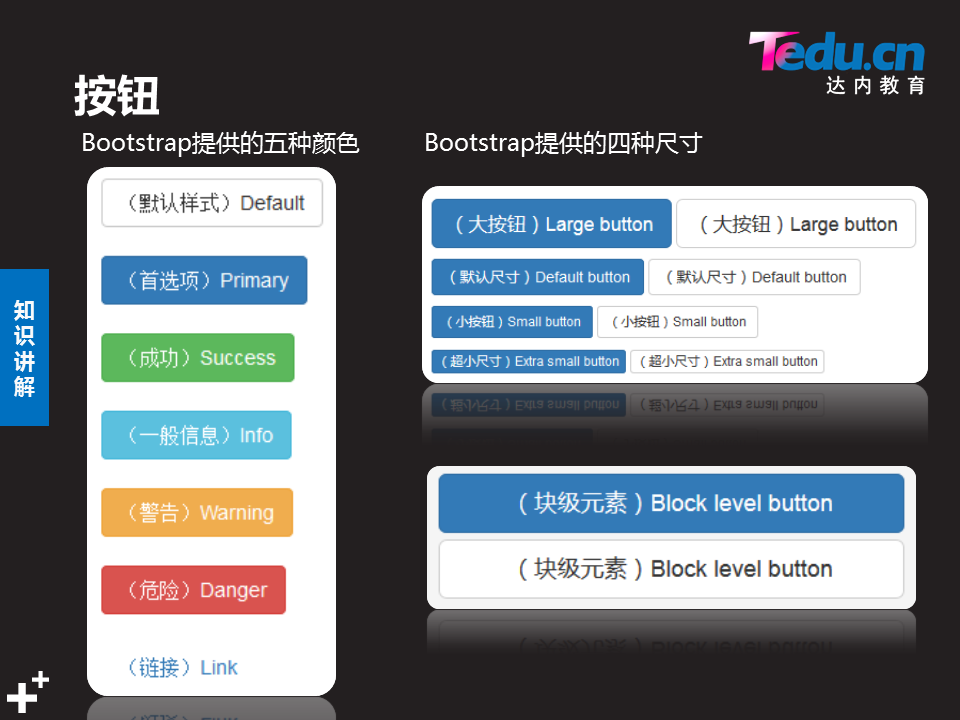 Tedu.cn
达内教育
按钮
Bootstrap提供的五种颜色
（默认样式）Default
（首选项）Primary
（成功）Success
（一般信息）Info
（警告）Warning
（危险）Danger
（链接）Link
Bootstrap提供的四种尺寸
（大按钮）Large button （大按钮）Large button
（默认尺寸）Default button （默认尺寸）Default button
（小按钮）Small button （小按钮）Small button
（超小尺寸）Extra small button （超小尺寸）Extra small button
（块级元素）Block level button
（块级元素）Block level button
知识讲解